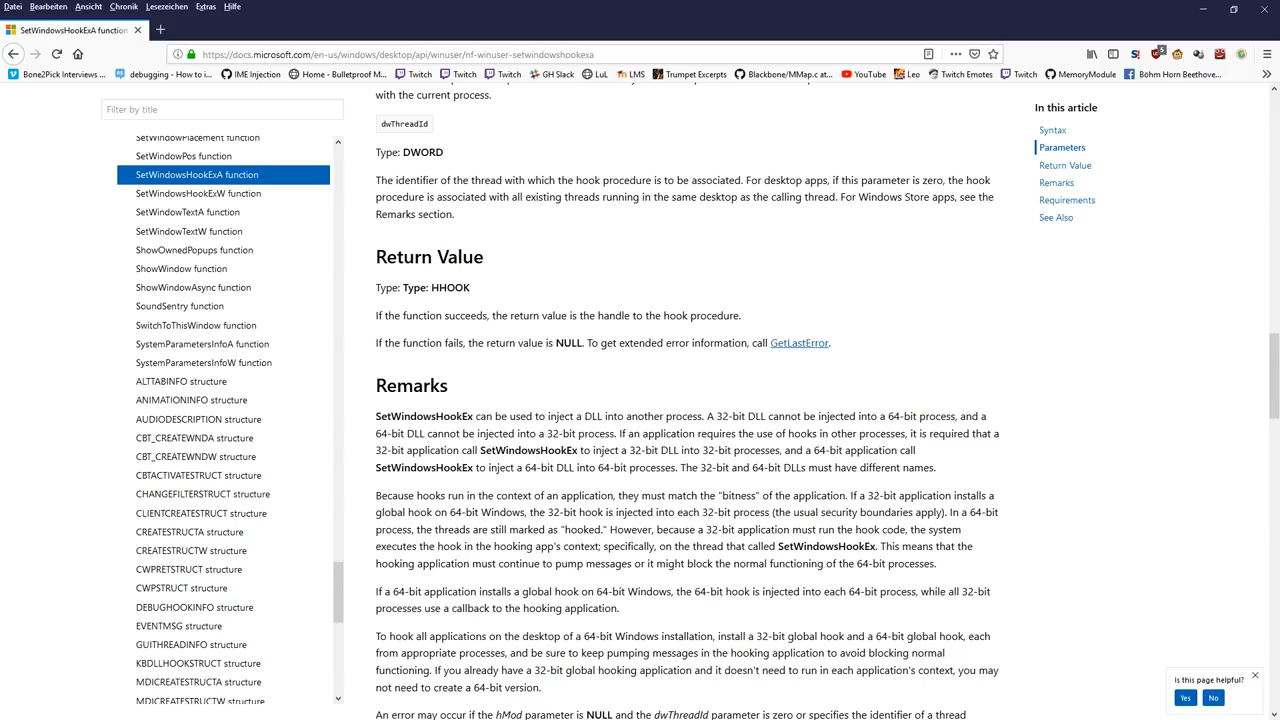 Datei Bearbeiten Ansicht Chronik Lesezeichen Extras Hilfe
SetWindowsHookExA function
https://docs.microsoft.com/en-us/windows/desktop/api/winuser/nf-winuser-setwindowshookexa
5
Bone2Pick Interviews ... debugging - How to i... IME Injection Home - Bulletproof M... Twitch Twitch Twitch GH Slack LuL LMS Trumpet Excerpts Blackbone/MMap.c at... YouTube Leo Twitch Emotes Twitch MemoryModule Böhm Horn Beethove...
Filter by title
SetWindowPlacement function
SetWindowPos function
SetWindowsHookExA function
SetWindowsHookExW function
SetWindowTextA function
SetWindowTextW function
ShowOwnedPopups function
ShowWindow function
ShowWindowAsync function
SoundSentry function
SwitchToThisWindow function
SystemParametersInfoA function
SystemParametersInfoW function
ALTTABINFO structure
ANIMATIONINFO structure
AUDIODESCRIPTION structure
CBT_CREATEWNDA structure
CBT_CREATEWNDW structure
CBTACTIVATESTRUCT structure
CHANGEFILTERSTRUCT structure
CLIENTCREATESTRUCT structure
CREATESTRUCTA structure
CREATESTRUCTW structure
CWPRETSTRUCT structure
CWPSTRUCT structure
DEBUGHOOKINFO structure
EVENTMSG structure
GUITHREADINFO structure
KBDLLHOOKSTRUCT structure
MDICREATESTRUCTA structure
MDICREATESTRUCTW structure
with the current process.
dwThreadId
Type: DWORD
The identifier of the thread with which the hook procedure is to be associated. For desktop apps, if this parameter is zero, the hook
procedure is associated with all existing threads running in the same desktop as the calling thread. For Windows Store apps, see the
Remarks section.
Return Value
Type: Type: HHOOK
If the function succeeds, the return value is the handle to the hook procedure.
If the function fails, the return value is NULL. To get extended error information, call GetLastError.
Remarks
SetWindowsHookEx can be used to inject a DLL into another process. A 32-bit DLL cannot be injected into a 64-bit process, and a
64-bit DLL cannot be injected into a 32-bit process. If an application requires the use of hooks in other processes, it is required that a
32-bit application call SetWindowsHookEx to inject a 32-bit DLL into 32-bit processes, and a 64-bit application call
SetWindowsHookEx to inject a 64-bit DLL into 64-bit processes. The 32-bit and 64-bit DLLs must have different names.
Because hooks run in the context of an application, they must match the "bitness" of the application. If a 32-bit application installs a
global hook on 64-bit Windows, the 32-bit hook is injected into each 32-bit process (the usual security boundaries apply). In a 64-bit
process, the threads are still marked as "hooked." However, because a 32-bit application must run the hook code, the system
executes the hook in the hooking app's context; specifically, on the thread that called SetWindowsHookEx. This means that the
hooking application must continue to pump messages or it might block the normal functioning of the 64-bit processes.
If a 64-bit application installs a global hook on 64-bit Windows, the 64-bit hook is injected into each 64-bit process, while all 32-bit
processes use a callback to the hooking application.
To hook all applications on the desktop of a 64-bit Windows installation, install a 32-bit global hook and a 64-bit global hook, each
from appropriate processes, and be sure to keep pumping messages in the hooking application to avoid blocking normal
functioning. If you already have a 32-bit global hooking application and it doesn't need to run in each application's context, you may
not need to create a 64-bit version.
An error may occur if the hMod parameter is NULL and the dwThreadId parameter is zero or specifies the identifier of a thread
In this article
Syntax
Parameters
Return Value
Remarks
Requirements
See Also
Is this page helpful?
Yes No